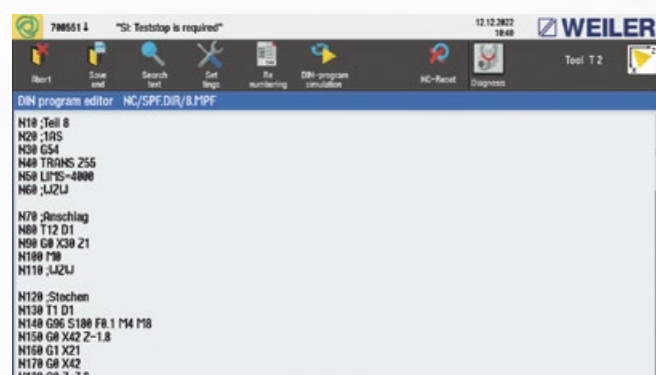 700551↓ "SI: Teststop is required" 12.12.2022 WEILER
10:40
Abort Save end Search text Set tings Re numbering DIN-program simulation NC-Reset Diagnosis Tool T 2
DIN program editor NC/SPF.DIR/8.MPF
N10 ;Teil 8
N20 ;1AS
N30 G54
N40 TRANS Z55
N50 LIMS=4000
N60 ;WZW
N70 ;Anschlag
N80 T12 D1
N90 G0 X30 Z1
N100 M0
N110 ;WZW
N120 ;Stechen
N130 T1 D1
N140 G96 S180 F0.1 M4 M8
N150 G0 X42 Z-1.8
N160 G1 X21
N170 G0 X42